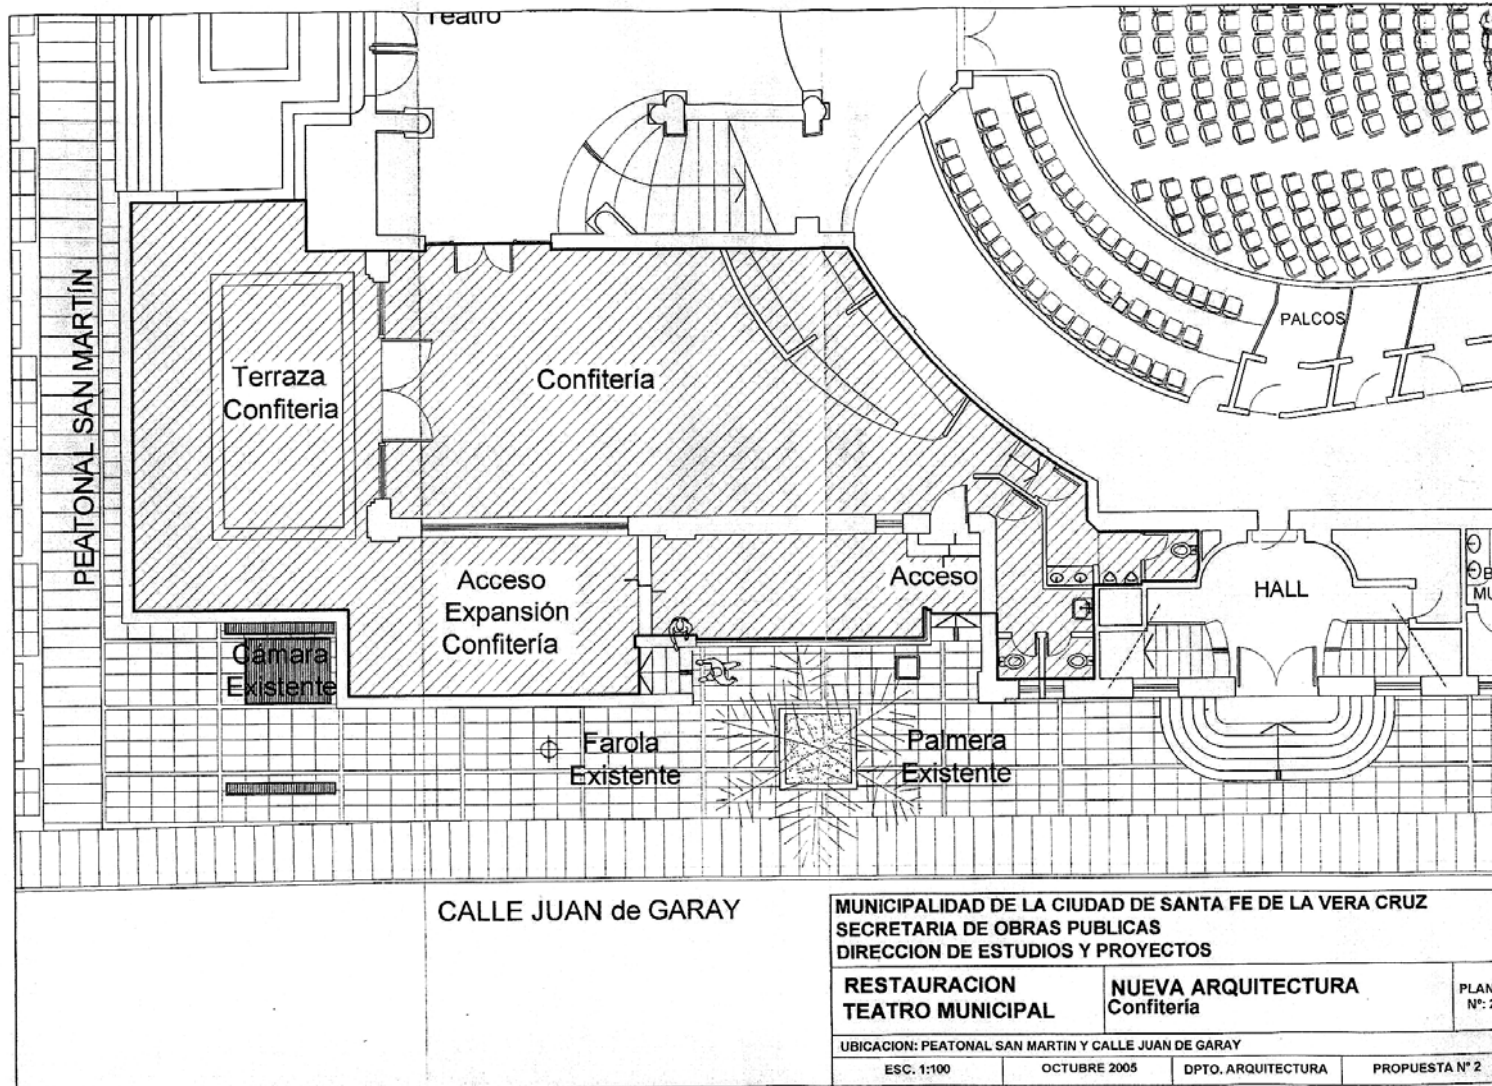 Teatro
PEATONAL SAN MARTÍN
Terraza
Confiteria
Confitería
PALCOS
Acceso
Expansión
Confitería
Acceso
HALL
Cámara
Existente
Farola
Existente
Palmera
Existente
CALLE JUAN de GARAY
MUNICIPALIDAD DE LA CIUDAD DE SANTA FE DE LA VERA CRUZ
SECRETARIA DE OBRAS PUBLICAS
DIRECCION DE ESTUDIOS Y PROYECTOS
RESTAURACION
TEATRO MUNICIPAL
NUEVA ARQUITECTURA
Confitería
PLAN
Nº: 2
UBICACION: PEATONAL SAN MARTIN Y CALLE JUAN DE GARAY
ESC. 1:100
OCTUBRE 2005
DPTO. ARQUITECTURA
PROPUESTA Nº 2